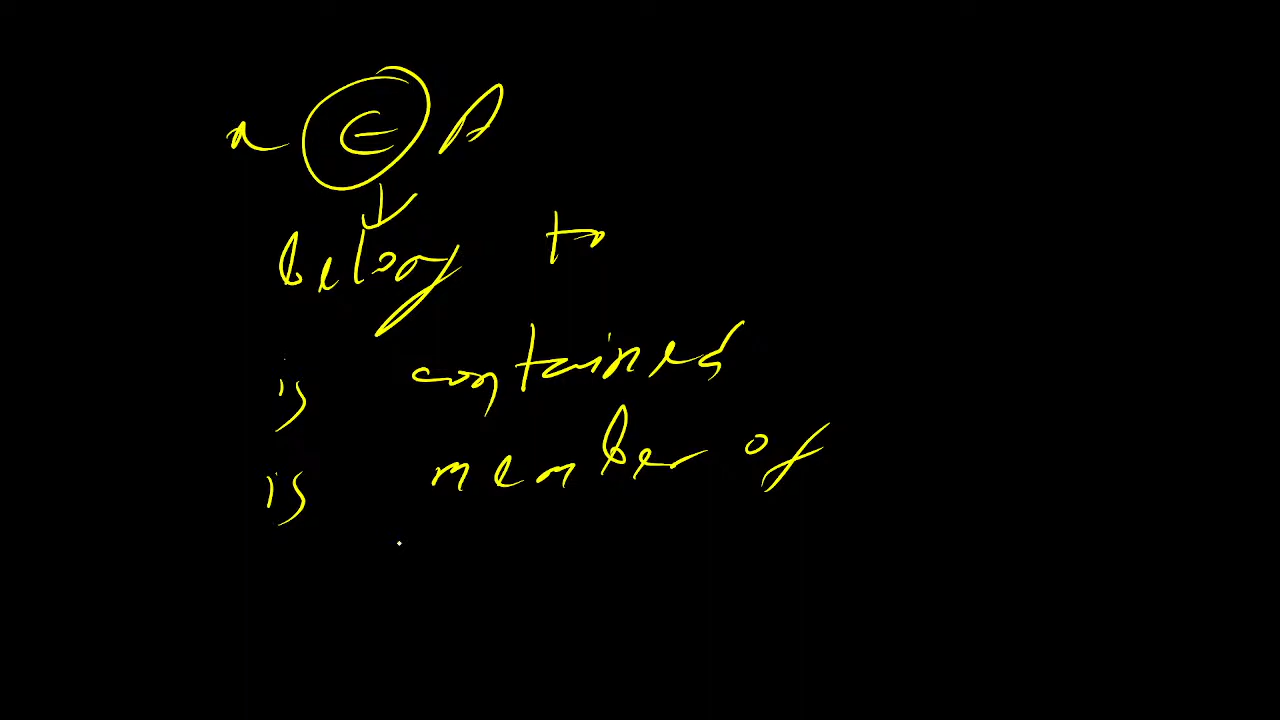 x ∈ A
belong to
is contained
is member of